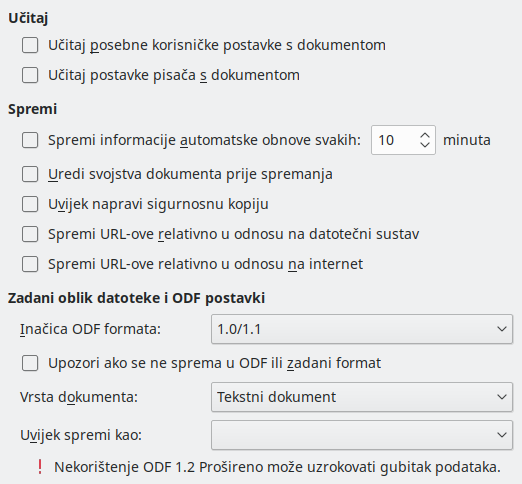 Učitaj
Učitaj posebne korisničke postavke s dokumentom
Učitaj postavke pisača s dokumentom
Spremi
Spremi informacije automatske obnove svakih: 10 minuta
Uredi svojstva dokumenta prije spremanja
Uvijek napravi sigurnosnu kopiju
Spremi URL-ove relativno u odnosu na datotečni sustav
Spremi URL-ove relativno u odnosu na internet
Zadani oblik datoteke i ODF postavki
Inačica ODF formata: 1.0/1.1
Upozori ako se ne sprema u ODF ili zadani format
Vrsta dokumenta: Tekstni dokument
Uvijek spremi kao:
! Nekorištenje ODF 1.2 Prošireno može uzrokovati gubitak podataka.